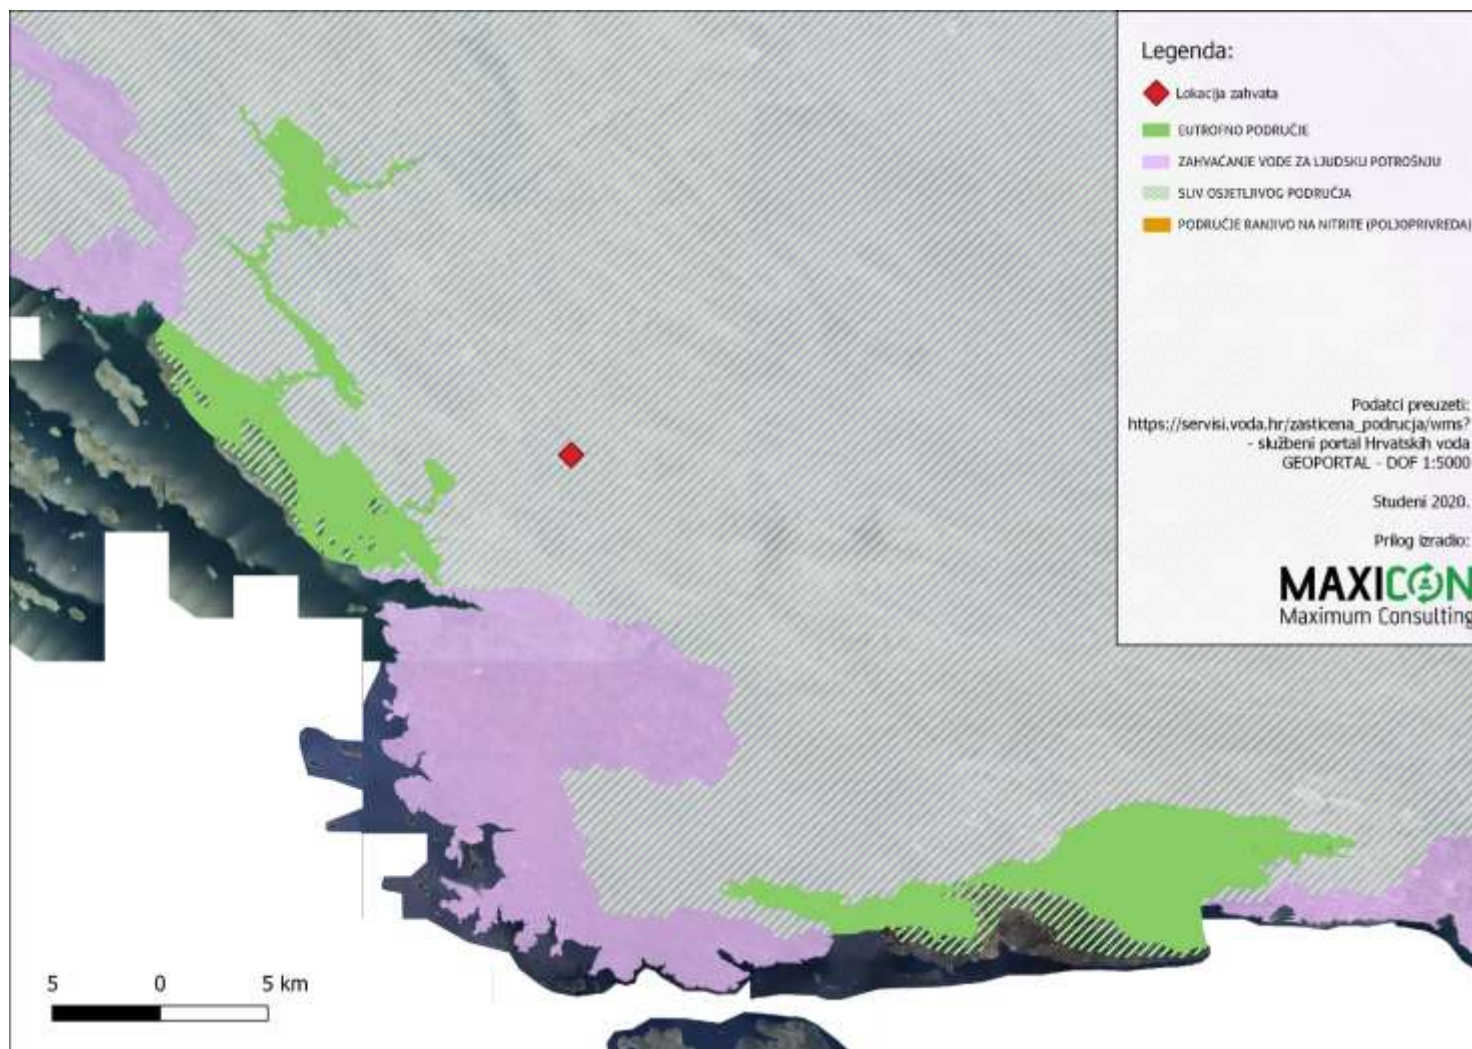 Legenda:
Lokacija zahvata
EUTROFNO PODRUČJE
ZAHVAĆANJE VODE ZA LJUDSKU POTROŠNJU
SLIV OSJETLJIVOG PODRUČJA
PODRUČJE RANJIVO NA NITRITE (POLJOPRIVREDA)
Podatci preuzeti:
https://servisi.voda.hr/zasticena_podrucja/wms?
- službeni portal Hrvatskih voda
GEOPORTAL - DOF 1:5000
Studeni 2020.
Prilog izradio:
MAXICON
Maximum Consulting
5 0 5 km